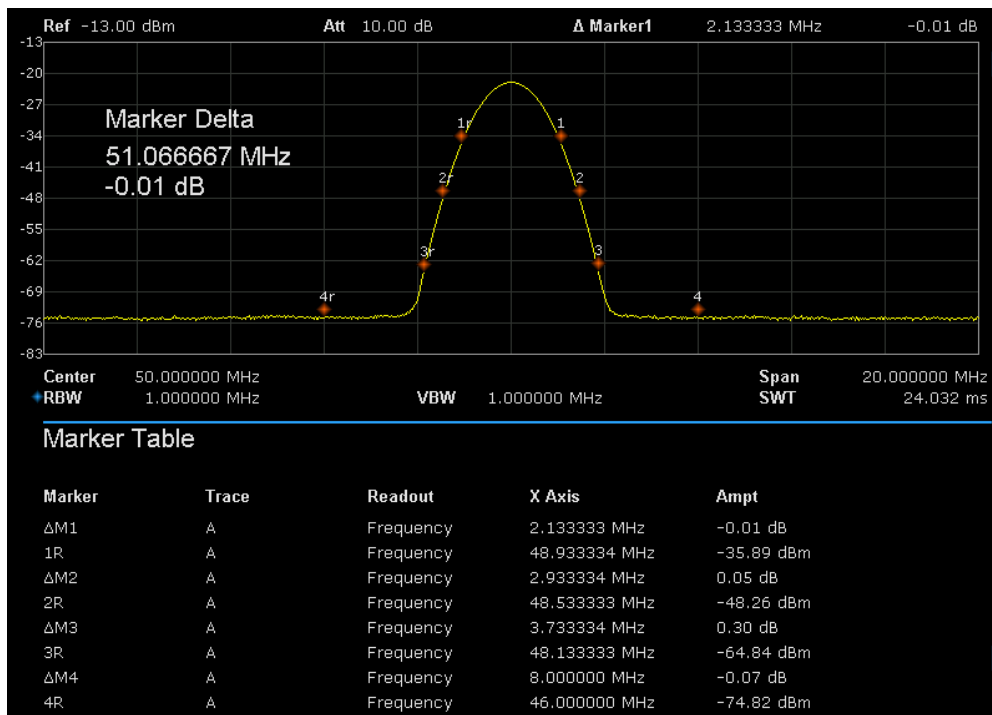 Ref -13.00 dBm Att 10.00 dB Δ Marker1 2.133333 MHz -0.01 dB
-13
-20
-27
Marker Delta
1r 1
-34
51.066667 MHz
-41
-0.01 dB
2r 2
-48
-55
3r 3
-62
-69
4r 4
-76
-83
Center 50.000000 MHz Span 20.000000 MHz
RBW 1.000000 MHz VBW 1.000000 MHz SWT 24.032 ms
Marker Table
Marker Trace Readout X Axis Ampt
ΔM1 A Frequency 2.133333 MHz -0.01 dB
1R A Frequency 48.933334 MHz -35.89 dBm
ΔM2 A Frequency 2.933334 MHz 0.05 dB
2R A Frequency 48.533333 MHz -48.26 dBm
ΔM3 A Frequency 3.733334 MHz 0.30 dB
3R A Frequency 48.133333 MHz -64.84 dBm
ΔM4 A Frequency 8.000000 MHz -0.07 dB
4R A Frequency 46.000000 MHz -74.82 dBm